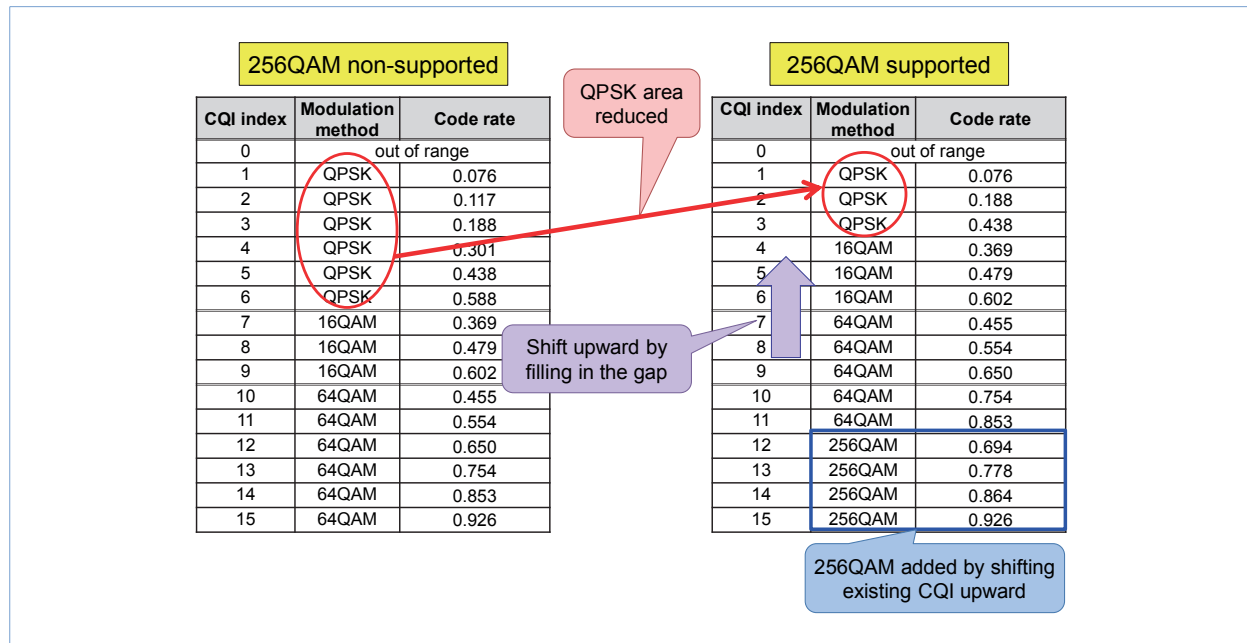 256QAM non-supported
CQI index Modulation method Code rate
0 out of range
1 QPSK 0.076
2 QPSK 0.117
3 QPSK 0.188
4 QPSK 0.301
5 QPSK 0.438
6 QPSK 0.588
7 16QAM 0.369
8 16QAM 0.479
9 16QAM 0.602
10 64QAM 0.455
11 64QAM 0.554
12 64QAM 0.650
13 64QAM 0.754
14 64QAM 0.853
15 64QAM 0.926
QPSK area
reduced
Shift upward by
filling in the gap
256QAM supported
CQI index Modulation method Code rate
0 out of range
1 QPSK 0.076
2 QPSK 0.188
3 QPSK 0.438
4 16QAM 0.369
5 16QAM 0.479
6 16QAM 0.602
7 64QAM 0.455
8 64QAM 0.554
9 64QAM 0.650
10 64QAM 0.754
11 64QAM 0.853
12 256QAM 0.694
13 256QAM 0.778
14 256QAM 0.864
15 256QAM 0.926
256QAM added by shifting
existing CQI upward